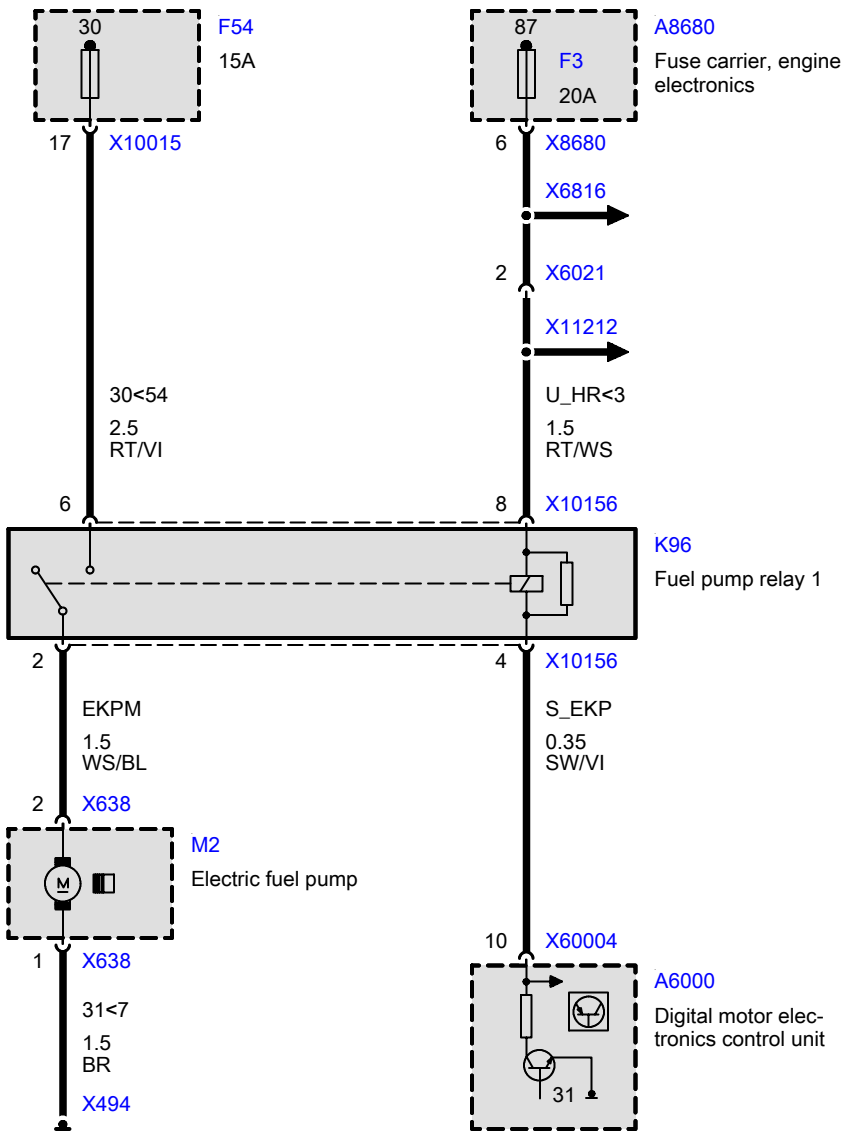 30
F54
15A
87
F3
20A
A8680
Fuse carrier, engine
electronics
17
X10015
6
X8680
X6816
2
X6021
X11212
30<54
2.5
RT/VI
U_HR<3
1.5
RT/WS
6
8
X10156
K96
Fuel pump relay 1
2
4
X10156
EKPM
1.5
WS/BL
S_EKP
0.35
SW/VI
2
X638
M2
Electric fuel pump
M
1
X638
10
X60004
A6000
Digital motor elec-
tronics control unit
31<7
1.5
BR
31
X494